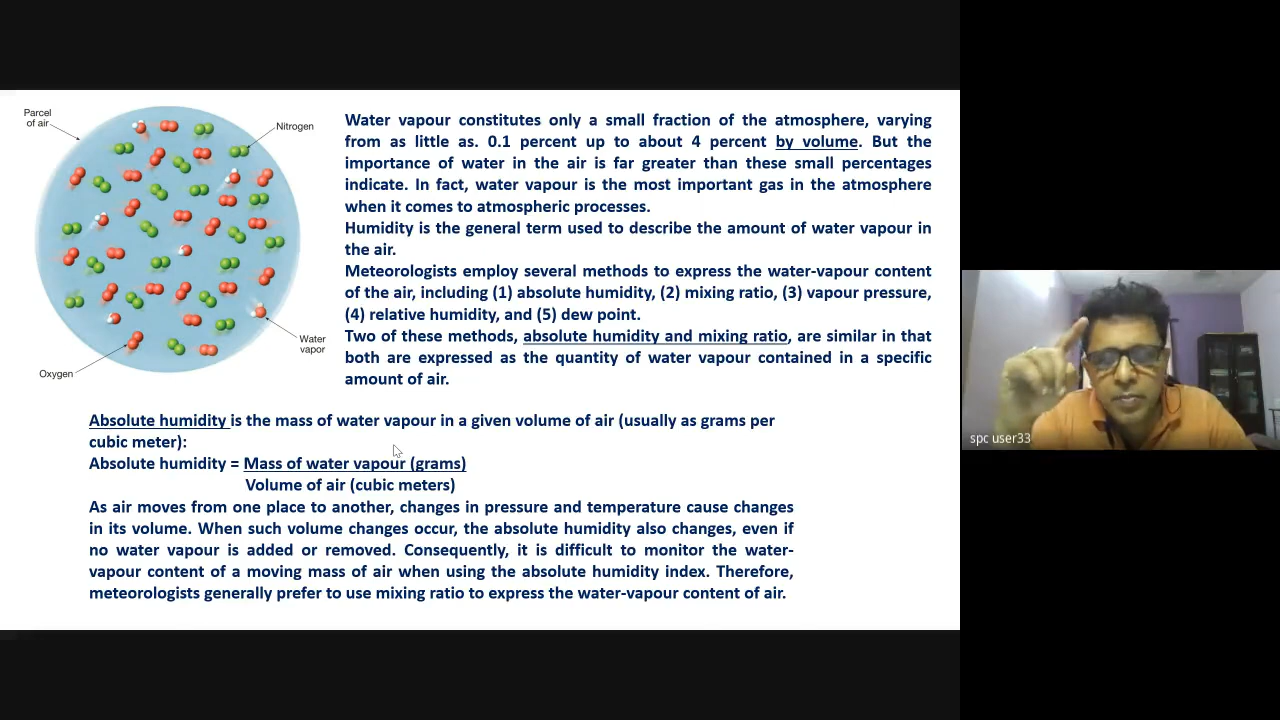 Parcel
of air
Nitrogen
Water
vapor
Oxygen
Water vapour constitutes only a small fraction of the atmosphere, varying
from as little as. 0.1 percent up to about 4 percent by volume. But the
importance of water in the air is far greater than these small percentages
indicate. In fact, water vapour is the most important gas in the atmosphere
when it comes to atmospheric processes.
Humidity is the general term used to describe the amount of water vapour in
the air.
Meteorologists employ several methods to express the water-vapour content
of the air, including (1) absolute humidity, (2) mixing ratio, (3) vapour pressure,
(4) relative humidity, and (5) dew point.
Two of these methods, absolute humidity and mixing ratio, are similar in that
both are expressed as the quantity of water vapour contained in a specific
amount of air.
Absolute humidity is the mass of water vapour in a given volume of air (usually as grams per
cubic meter):
Absolute humidity = Mass of water vapour (grams)
Volume of air (cubic meters)
As air moves from one place to another, changes in pressure and temperature cause changes
in its volume. When such volume changes occur, the absolute humidity also changes, even if
no water vapour is added or removed. Consequently, it is difficult to monitor the water-
vapour content of a moving mass of air when using the absolute humidity index. Therefore,
meteorologists generally prefer to use mixing ratio to express the water-vapour content of air.
spc user33